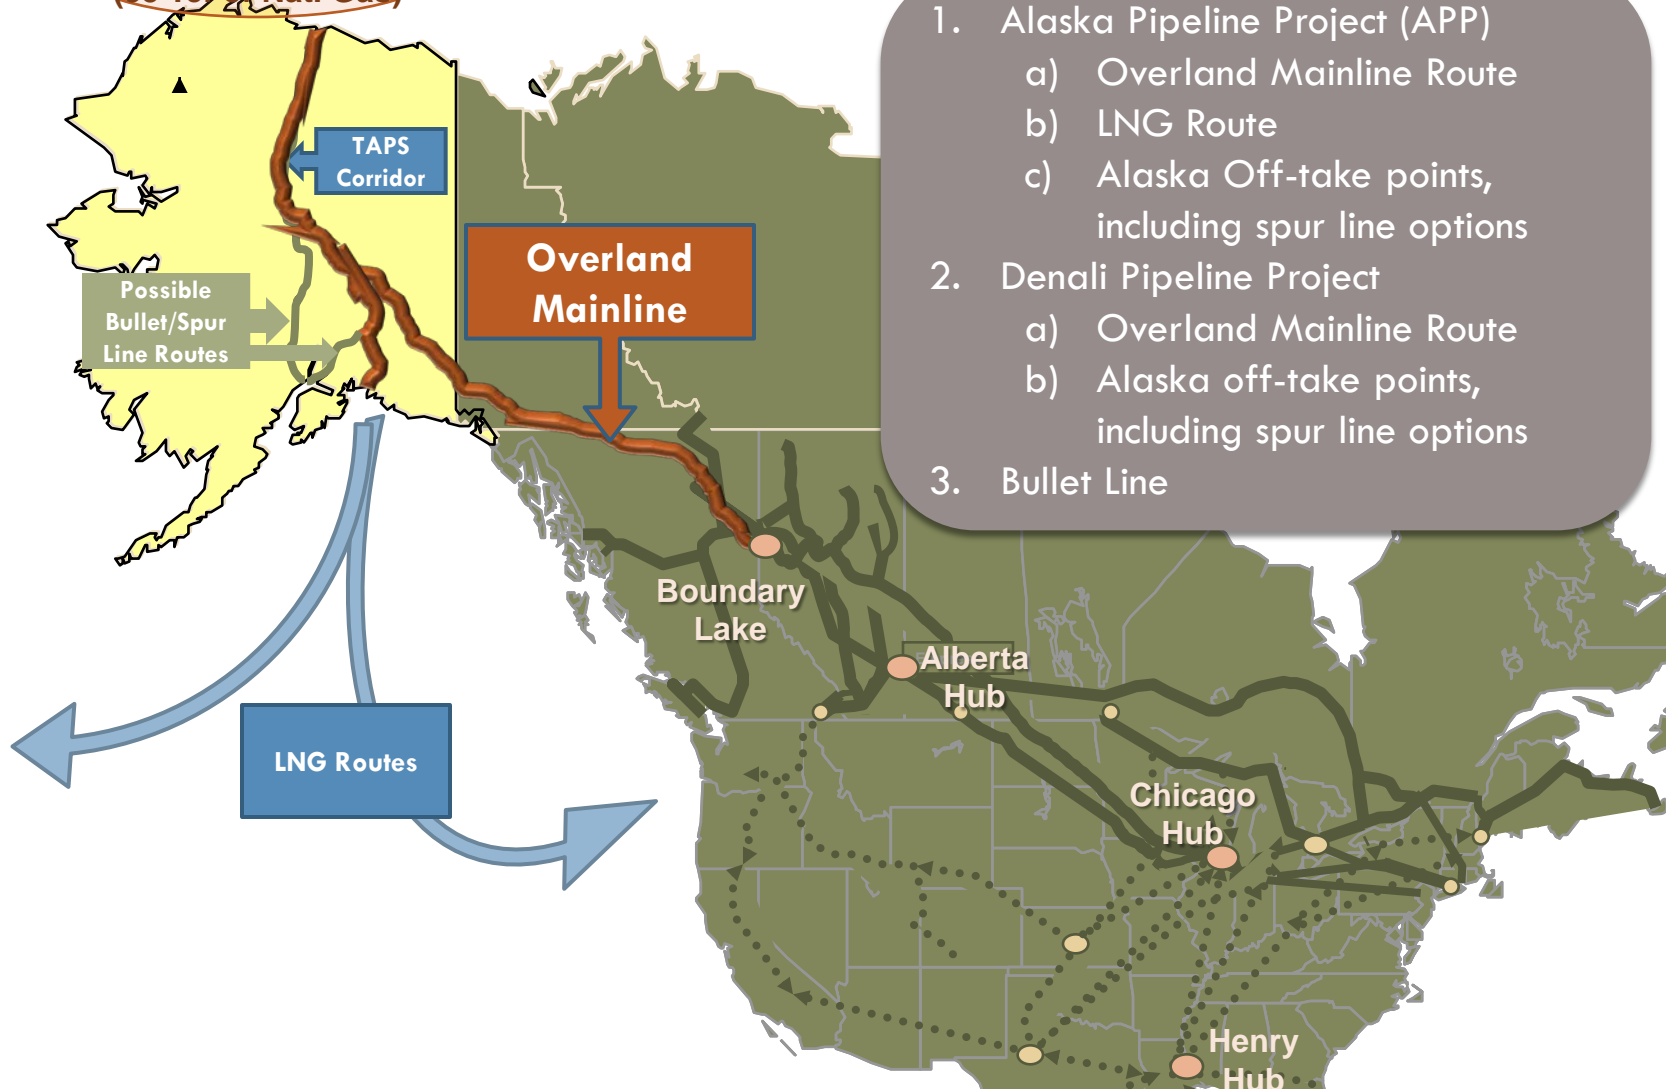 1. Alaska Pipeline Project (APP)
a) Overland Mainline Route
b) LNG Route
c) Alaska Off-take points,
including spur line options
2. Denali Pipeline Project
a) Overland Mainline Route
b) Alaska off-take points,
including spur line options
3. Bullet Line
TAPS
Corridor
Overland
Mainline
Possible
Bullet/Spur
Line Routes
Boundary
Lake
Alberta
Hub
LNG Routes
Chicago
Hub
Henry
Hub